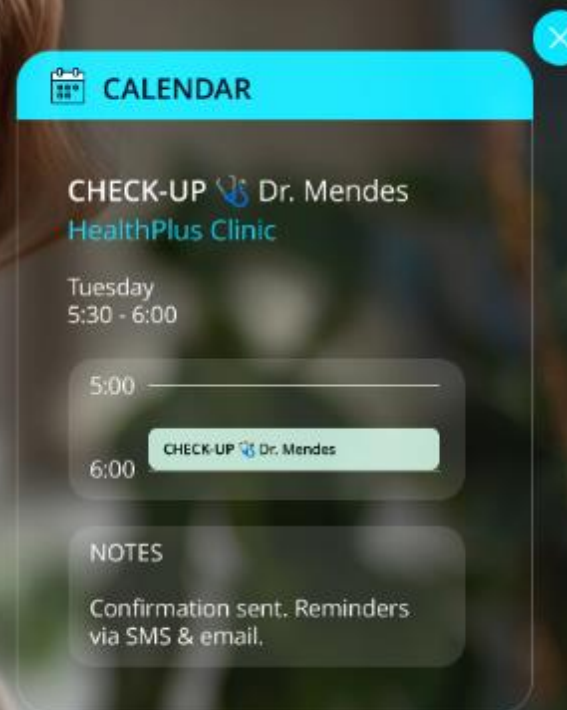 CALENDAR
CHECK-UP 🩺 Dr. Mendes
HealthPlus Clinic
Tuesday
5:30 - 6:00
5:00
CHECK-UP 🩺 Dr. Mendes
6:00
NOTES
Confirmation sent. Reminders
via SMS & email.